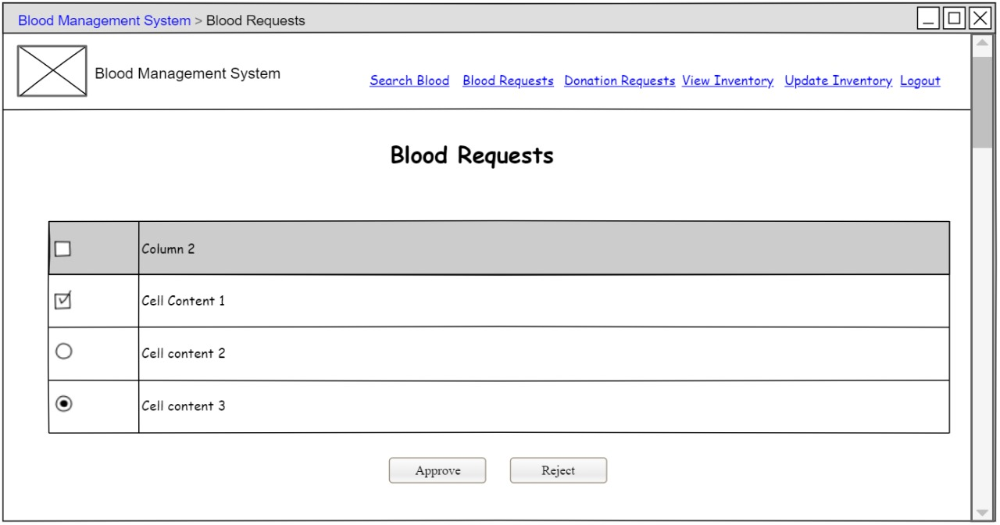 Blood Management System > Blood Requests
Blood Management System
Search Blood Blood Requests Donation Requests View Inventory Update Inventory Logout
Blood Requests
Column 2
Cell Content 1
Cell content 2
Cell content 3
Approve Reject